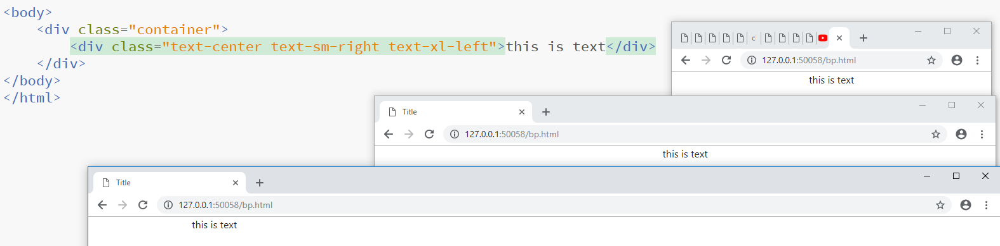 <body>
<div class="container">
<div class="text-center text-sm-right text-xl-left">this is text</div>
</div>
</body>
</html>
c
127.0.0.1:50058/bp.html
this is text
Title
127.0.0.1:50058/bp.html
this is text
Title
127.0.0.1:50058/bp.html
this is text